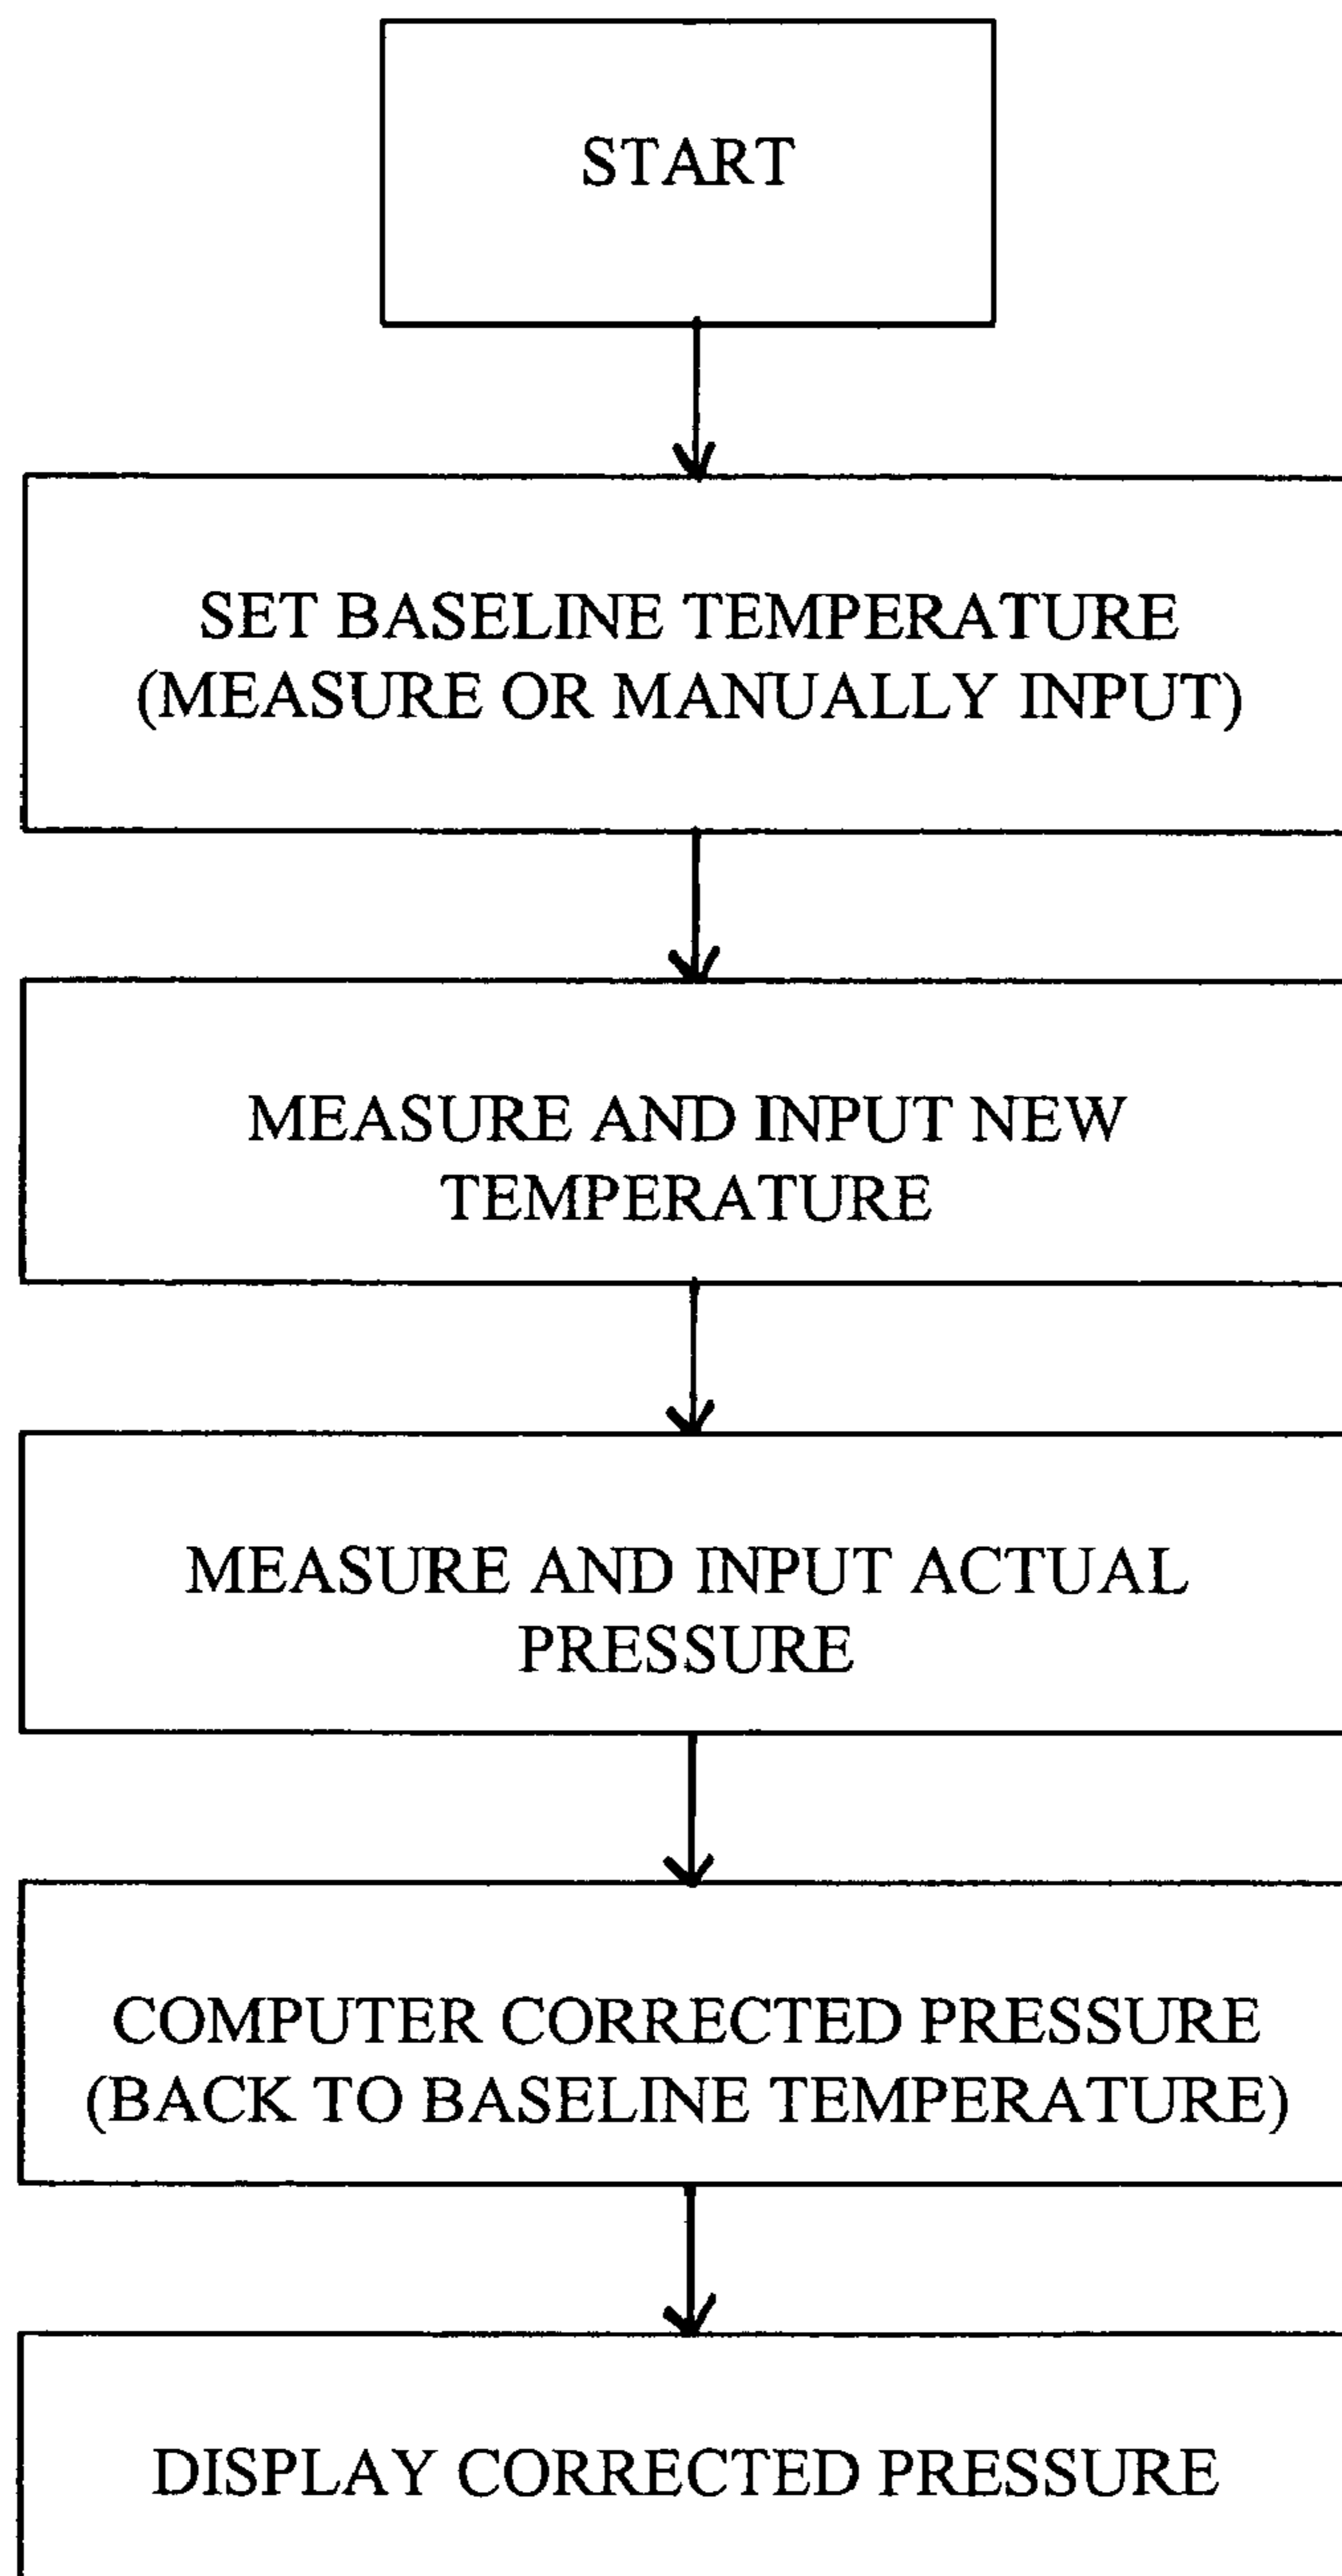 START
SET BASELINE TEMPERATURE
(MEASURE OR MANUALLY INPUT)
MEASURE AND INPUT NEW
TEMPERATURE
MEASURE AND INPUT ACTUAL
PRESSURE
COMPUTER CORRECTED PRESSURE
(BACK TO BASELINE TEMPERATURE)
DISPLAY CORRECTED PRESSURE